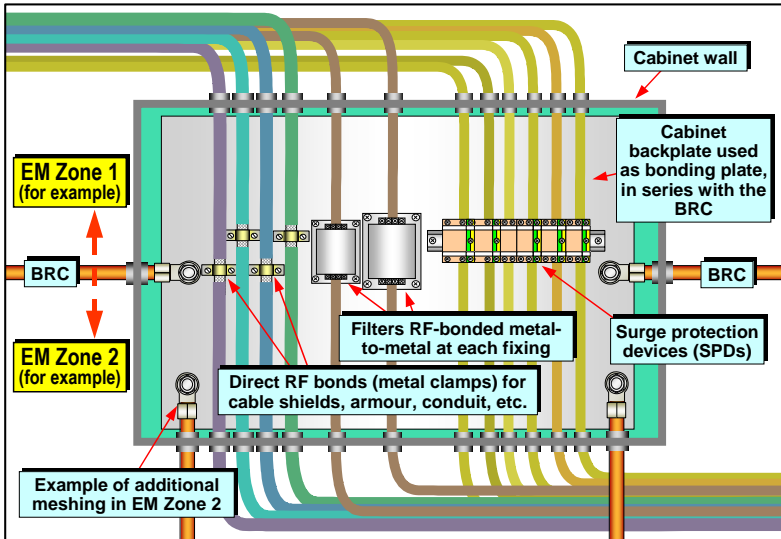 Cabinet wall
Cabinet
backplate used
as bonding plate,
in series with the
BRC
EM Zone 1
(for example)
BRC
BRC
EM Zone 2
(for example)
Filters RF-bonded metal-
to-metal at each fixing
Surge protection
devices (SPDs)
Direct RF bonds (metal clamps) for
cable shields, armour, conduit, etc.
Example of additional
meshing in EM Zone 2